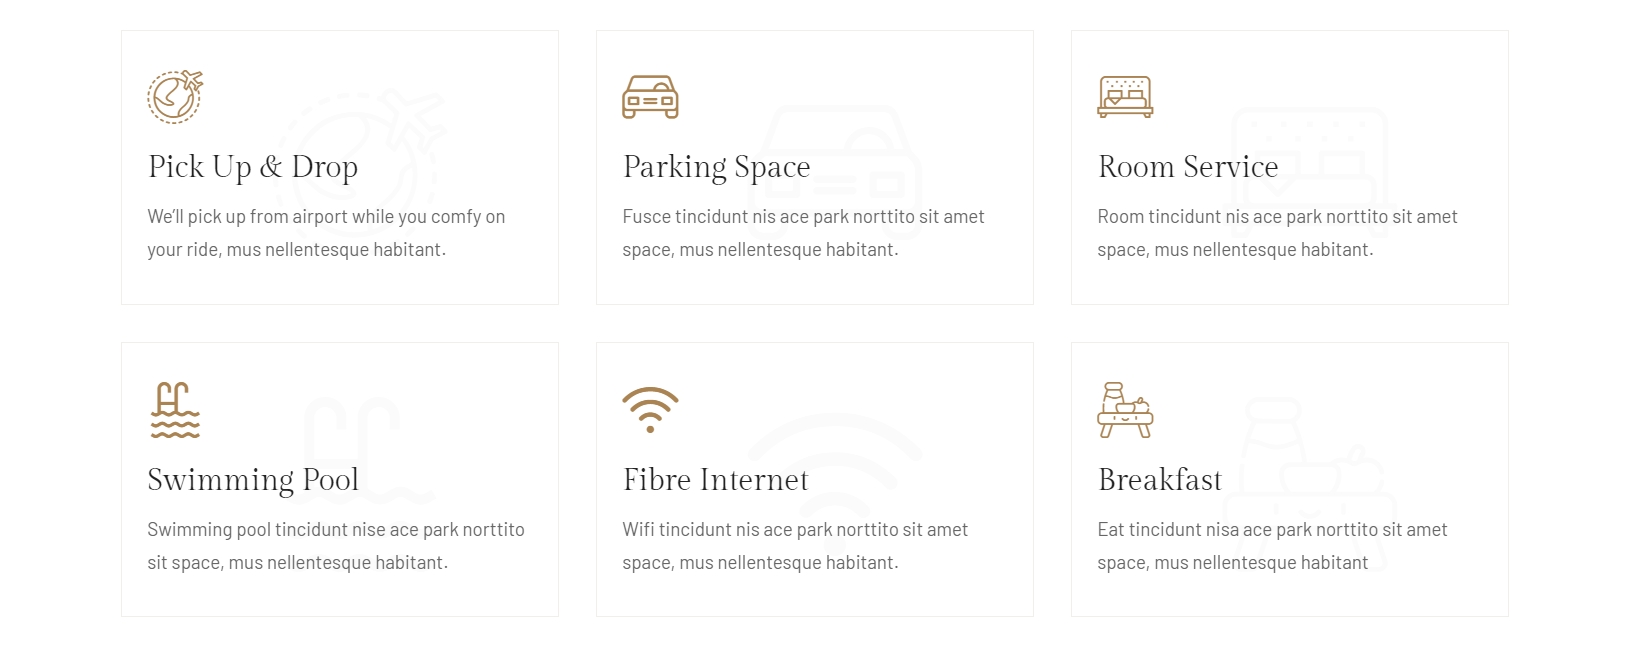 Pick Up & Drop
We'll pick up from airport while you comfy on
your ride, mus nellentesque habitant.
Parking Space
Fusce tincidunt nis ace park norttito sit amet
space, mus nellentesque habitant.
Room Service
Room tincidunt nis ace park norttito sit amet
space, mus nellentesque habitant.
Swimming Pool
Swimming pool tincidunt nise ace park norttito
sit space, mus nellentesque habitant.
Fibre Internet
Wifi tincidunt nis ace park norttito sit amet
space, mus nellentesque habitant.
Breakfast
Eat tincidunt nisa ace park norttito sit amet
space, mus nellentesque habitant